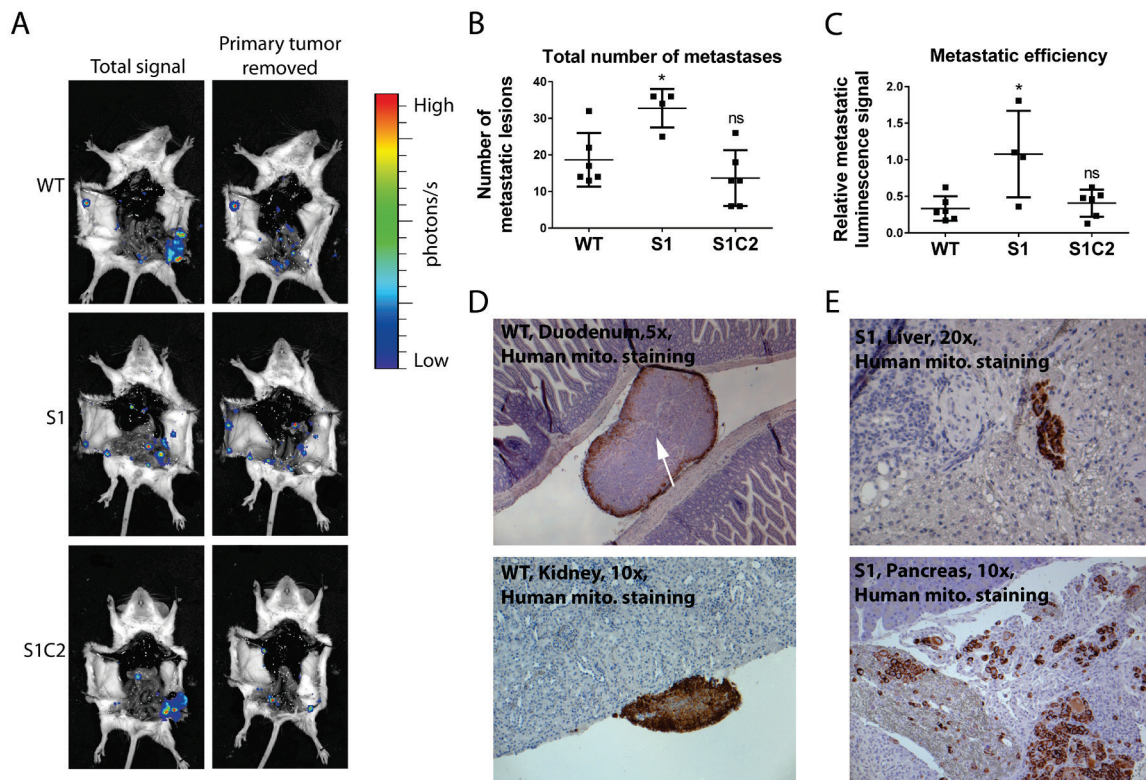 A
Total signal
Primary tumor
removed
WT
S1
S1C2
High
photons/s
Low
B
Total number of metastases
Number of
metastatic lesions
40
30
20
10
0
*
ns
WT
S1
S1C2
C
Metastatic efficiency
Relative metastatic
luminescence signal
2.0
1.5
1.0
0.5
0.0
*
ns
WT
S1
S1C2
D
WT, Duodenum,5x,
Human mito. staining
WT, Kidney, 10x,
Human mito. staining
E
S1, Liver, 20x,
Human mito. staining
S1, Pancreas, 10x,
Human mito. staining